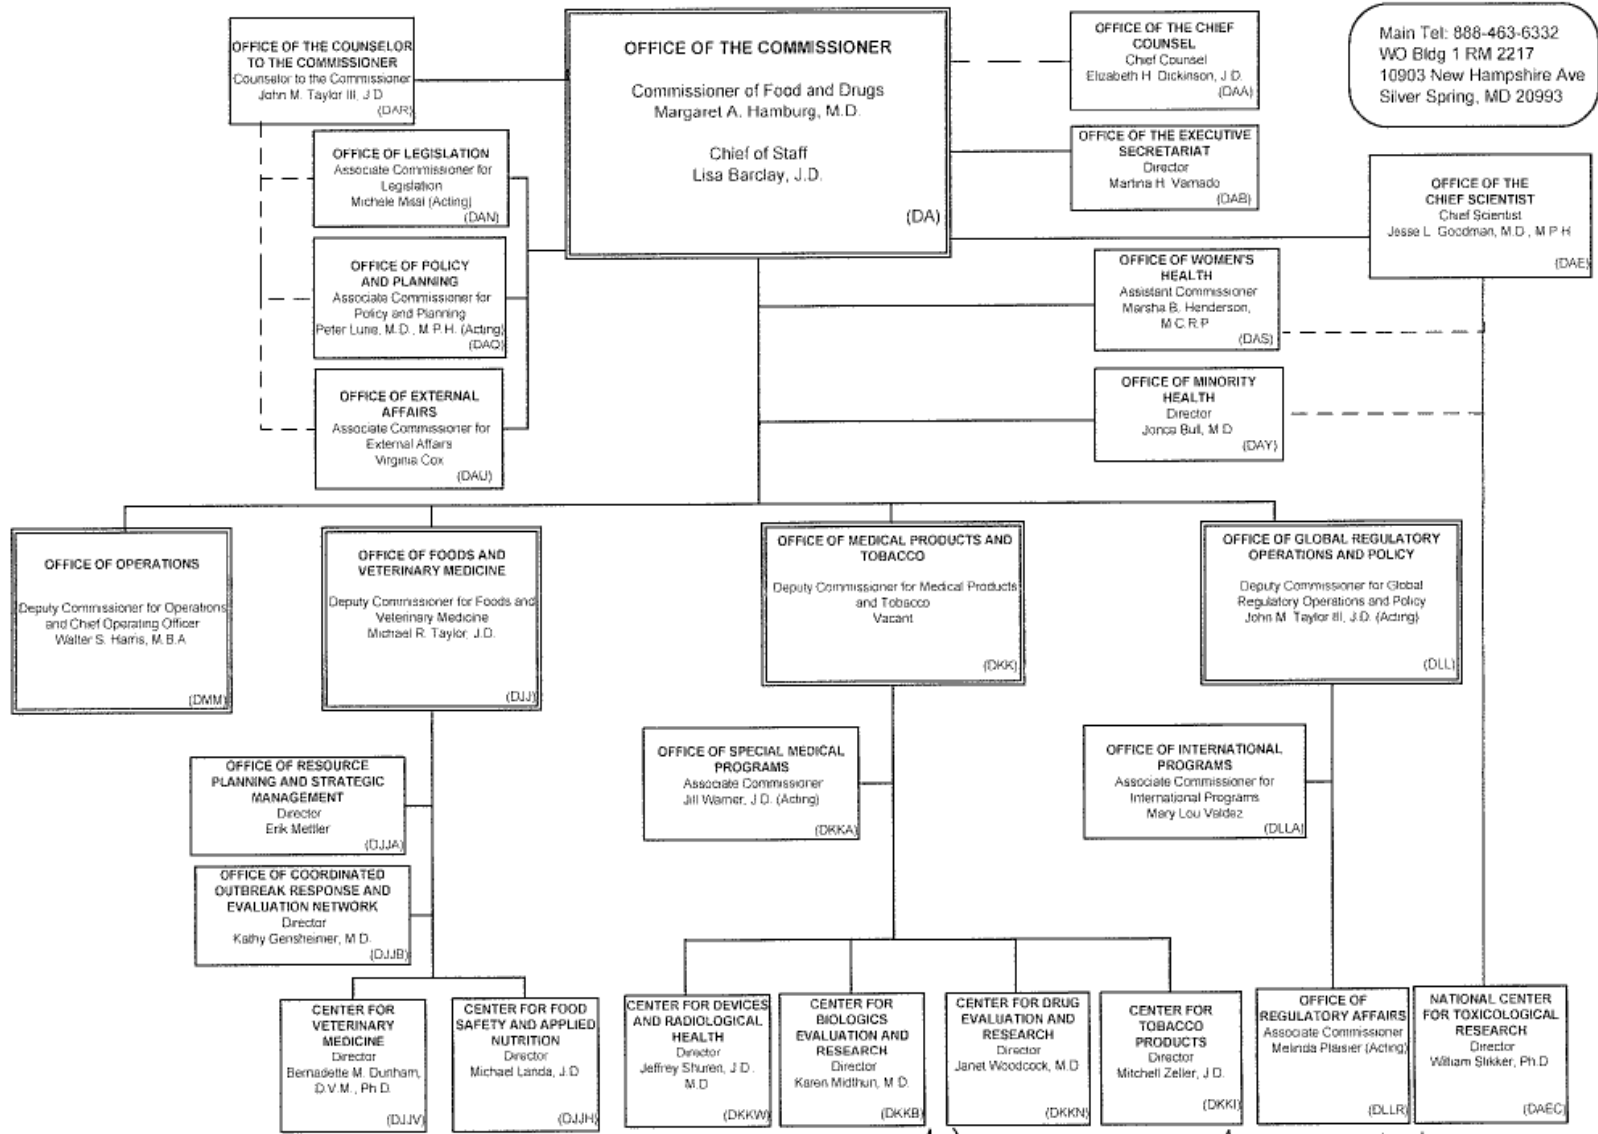 OFFICE OF THE COUNSELOR
TO THE COMMISSIONER
Counselor to the Commissioner
John M. Taylor III, J.D
(DAR)
OFFICE OF THE COMMISSIONER
Commissioner of Food and Drugs
Margaret A. Hamburg, M.D.
Chief of Staff
Lisa Barclay, J.D.
(DA)
OFFICE OF THE CHIEF
COUNSEL
Chief Counsel
Elizabeth H. Dickinson, J.D.
(DAA)
Main Tel: 888-463-6332
WO Bldg 1 RM 2217
10903 New Hampshire Ave
Silver Spring, MD 20993
OFFICE OF LEGISLATION
Associate Commissioner for
Legislation
Michele Mital (Acting)
(DAN)
OFFICE OF THE EXECUTIVE
SECRETARIAT
Director
Martina H. Varnado
(DAB)
OFFICE OF THE
CHIEF SCIENTIST
Chief Scientist
Jesse L. Goodman, M.D., M.P.H
(DAE)
OFFICE OF POLICY
AND PLANNING
Associate Commissioner for
Policy and Planning
Peter Lurie, M.D., M.P.H. (Acting)
(DAQ)
OFFICE OF WOMEN'S
HEALTH
Assistant Commissioner
Marsha B. Henderson,
M.C.R.P
(DAS)
OFFICE OF EXTERNAL
AFFAIRS
Associate Commissioner for
External Affairs
Virginia Cox
(DAU)
OFFICE OF MINORITY
HEALTH
Director
Jonca Bull, M.D
(DAY)
OFFICE OF OPERATIONS
Deputy Commissioner for Operations
and Chief Operating Officer
Walter S. Harris, M.B.A
(DMM)
OFFICE OF FOODS AND
VETERINARY MEDICINE
Deputy Commissioner for Foods and
Veterinary Medicine
Michael R. Taylor, J.D.
(DJJ)
OFFICE OF MEDICAL PRODUCTS AND
TOBACCO
Deputy Commissioner for Medical Products
and Tobacco
Vacant
(DKK)
OFFICE OF GLOBAL REGULATORY
OPERATIONS AND POLICY
Deputy Commissioner for Global
Regulatory Operations and Policy
John M. Taylor III, J.D. (Acting)
(DLL)
OFFICE OF RESOURCE
PLANNING AND STRATEGIC
MANAGEMENT
Director
Erik Mettler
(DJJA)
OFFICE OF SPECIAL MEDICAL
PROGRAMS
Associate Commissioner
Jill Warner, J.D. (Acting)
(DKKA)
OFFICE OF INTERNATIONAL
PROGRAMS
Associate Commissioner for
International Programs
Mary Lou Valdez
(DLLA)
OFFICE OF COORDINATED
OUTBREAK RESPONSE AND
EVALUATION NETWORK
Director
Kathy Gensheimer, M.D.
(DJJB)
CENTER FOR
VETERINARY
MEDICINE
Director
Bernadette M. Dunham,
D.V.M., Ph.D.
(DJJV)
CENTER FOR FOOD
SAFETY AND APPLIED
NUTRITION
Director
Michael Landa, J.D
(DJJH)
CENTER FOR DEVICES
AND RADIOLOGICAL
HEALTH
Director
Jeffrey Shuren, J.D.
M.D
(DKKW)
CENTER FOR
BIOLOGICS
EVALUATION AND
RESEARCH
Director
Karen Midthun, M.D.
(DKKB)
CENTER FOR DRUG
EVALUATION AND
RESEARCH
Director
Janet Woodcock, M.D
(DKKN)
CENTER FOR
TOBACCO
PRODUCTS
Director
Mitchell Zeller, J.D.
(DKKI)
OFFICE OF
REGULATORY AFFAIRS
Associate Commissioner
Melinda Plaisier (Acting)
(DLLR)
NATIONAL CENTER
FOR TOXICOLOGICAL
RESEARCH
Director
William Slikker, Ph.D
(DAEC)